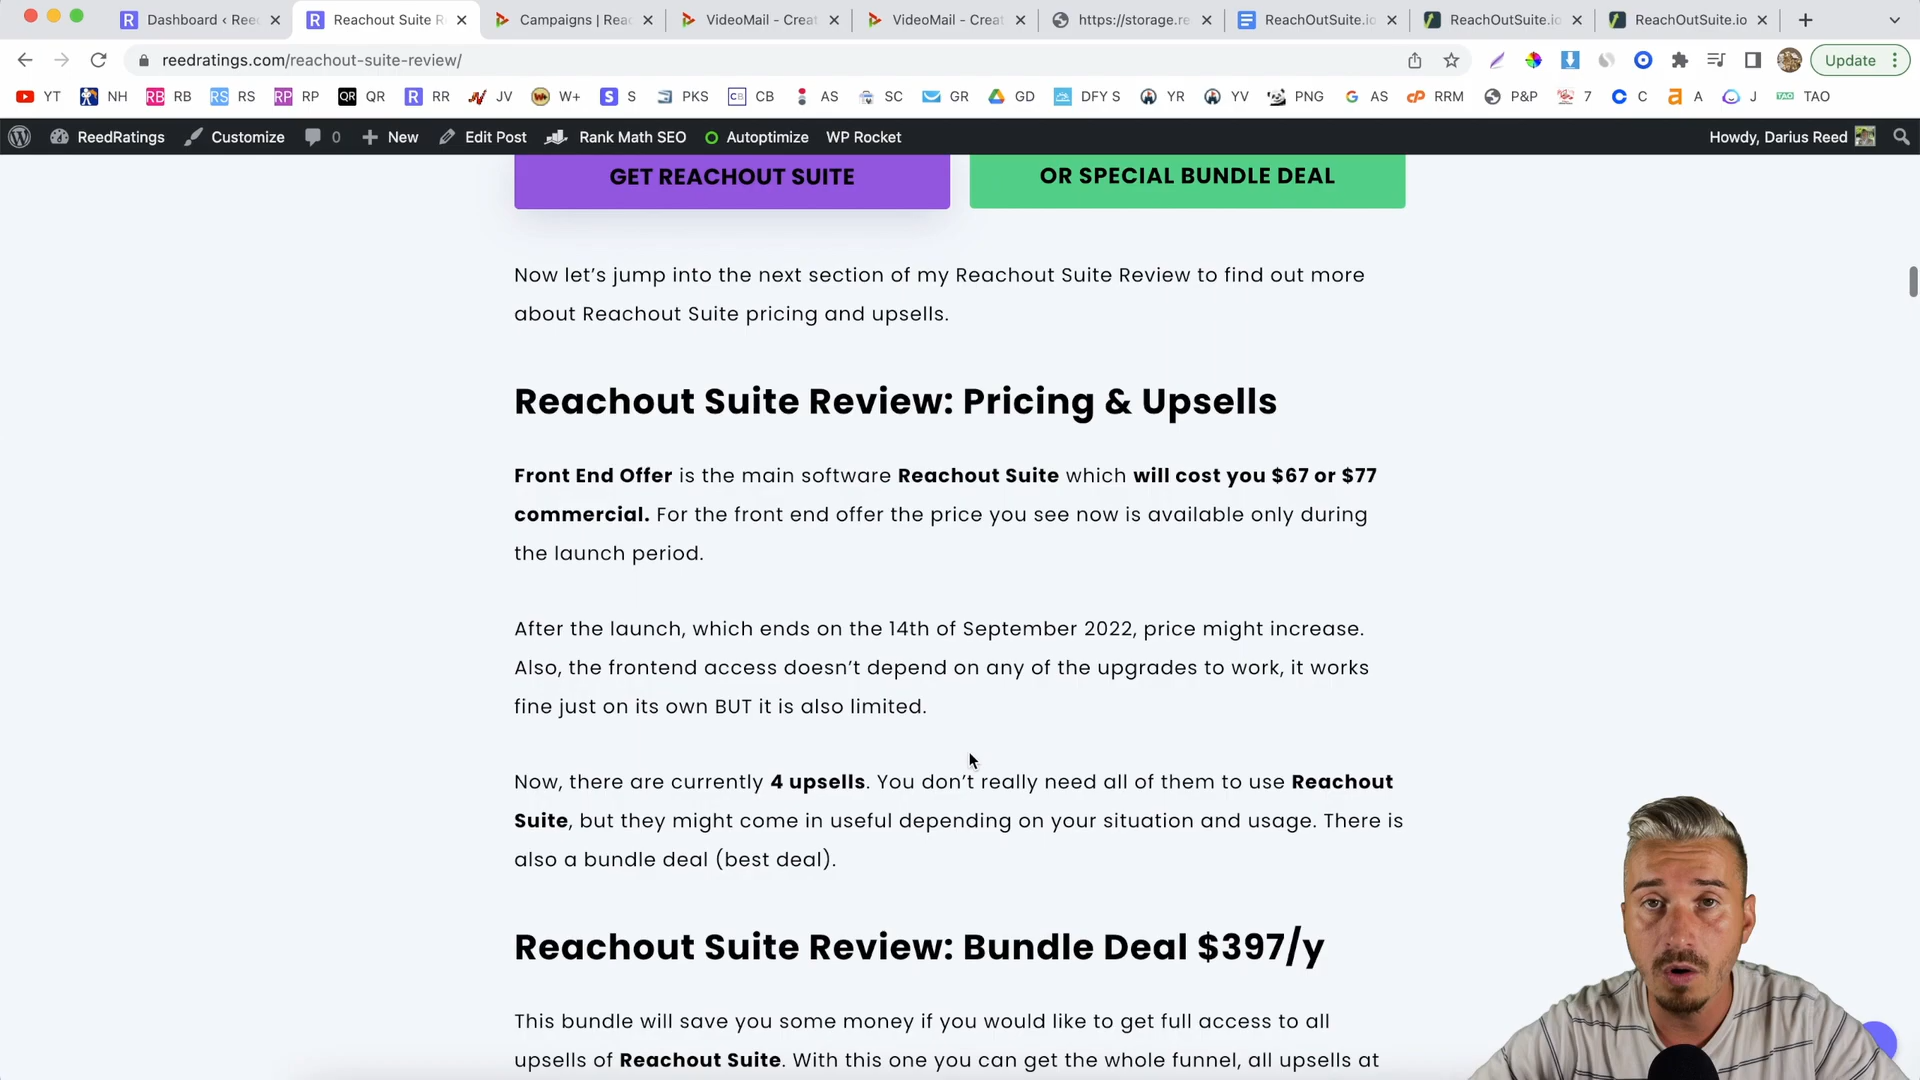 Dashboard ‹ Ree
Reachout Suite R
Campaigns | Rea
VideoMail - Creat
VideoMail - Creat
https://storage.re
ReachOutSuite.io
ReachOutSuite.io
ReachOutSuite.io
reedratings.com/reachout-suite-review/
Update
YT NH RB RB RS RS RP RP QR QR R RR JV W+ S S PKS CB CB AS SC GR GD DFY S YR YV PNG G AS RRM P&P 7 C a A J TAO TAO
ReedRatings Customize 0 New Edit Post Rank Math SEO Autoptimize WP Rocket Howdy, Darius Reed
GET REACHOUT SUITE
OR SPECIAL BUNDLE DEAL
Now let's jump into the next section of my Reachout Suite Review to find out more
about Reachout Suite pricing and upsells.
Reachout Suite Review: Pricing & Upsells
Front End Offer is the main software Reachout Suite which will cost you $67 or $77
commercial. For the front end offer the price you see now is available only during
the launch period.
After the launch, which ends on the 14th of September 2022, price might increase.
Also, the frontend access doesn't depend on any of the upgrades to work, it works
fine just on its own BUT it is also limited.
Now, there are currently 4 upsells. You don't really need all of them to use Reachout
Suite, but they might come in useful depending on your situation and usage. There is
also a bundle deal (best deal).
Reachout Suite Review: Bundle Deal $397/y
This bundle will save you some money if you would like to get full access to all
upsells of Reachout Suite. With this one you can get the whole funnel, all upsells at